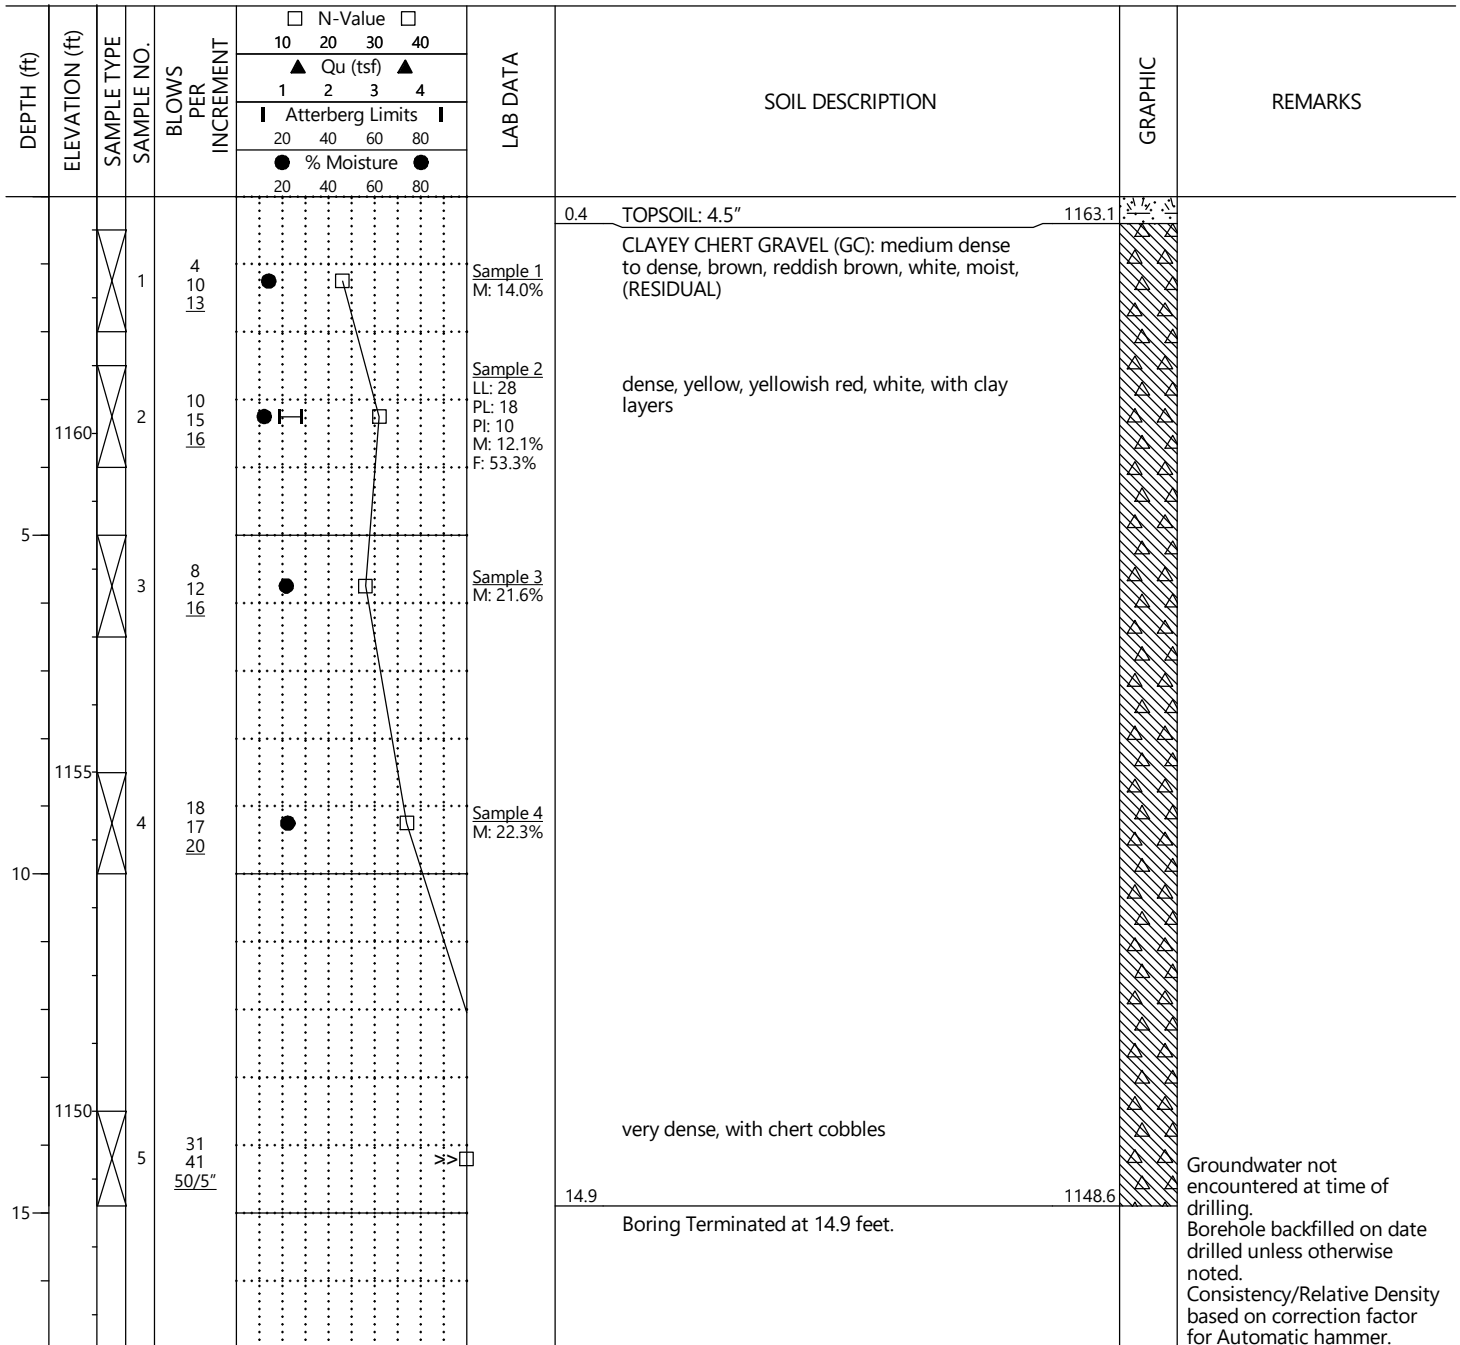 DEPTH (ft)
ELEVATION (ft)
SAMPLE TYPE
SAMPLE NO.
BLOWS
PER
INCREMENT
N-Value
10 20 30 40
Qu (tsf)
1 2 3 4
Atterberg Limits
20 40 60 80
% Moisture
20 40 60 80
LAB DATA
SOIL DESCRIPTION
GRAPHIC
REMARKS
0.4 TOPSOIL: 4.5" 1163.1
CLAYEY CHERT GRAVEL (GC): medium dense
to dense, brown, reddish brown, white, moist,
(RESIDUAL)
1
4
10
13
Sample 1
M: 14.0%
dense, yellow, yellowish red, white, with clay
layers
1160
2
10
15
16
Sample 2
LL: 28
PL: 18
PI: 10
M: 12.1%
F: 53.3%
5
3
8
12
16
Sample 3
M: 21.6%
1155
4
18
17
20
Sample 4
M: 22.3%
10
1150
5
31
41
50/5"
>>
very dense, with chert cobbles
14.9 1148.6
15
Boring Terminated at 14.9 feet.
Groundwater not
encountered at time of
drilling.
Borehole backfilled on date
drilled unless otherwise
noted.
Consistency/Relative Density
based on correction factor
for Automatic hammer.